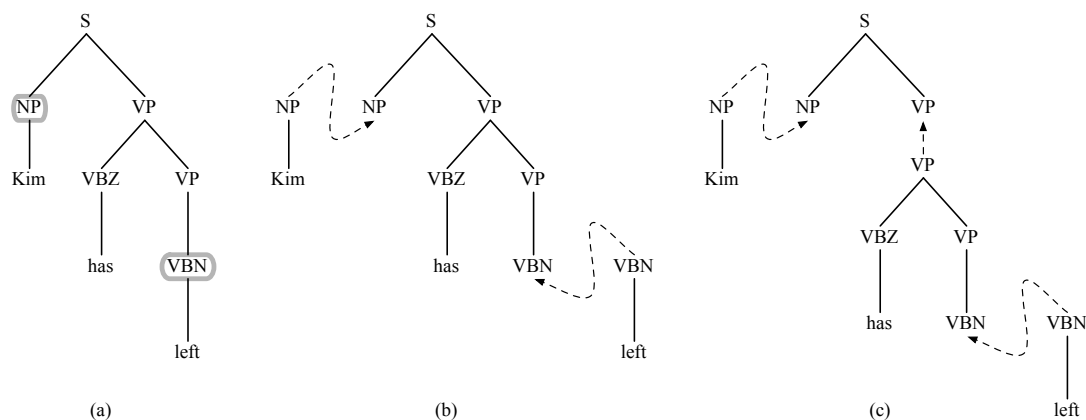 S S S
NP VP NP NP VP NP NP VP
VP
Kim VBZ VP Kim VBZ VP Kim
VBZ VP
has VBN has VBN VBN
has VBN VBN
left left
left
(a) (b) (c)